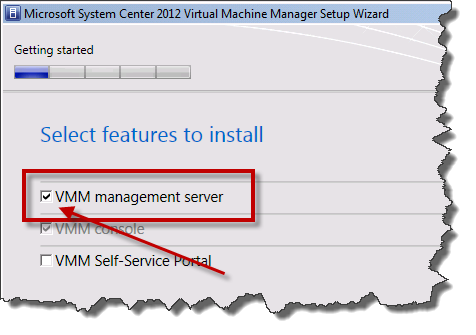 Microsoft System Center 2012 Virtual Machine Manager Setup Wizard
Getting started
Select features to install
VMM management server
VMM console
VMM Self-Service Portal